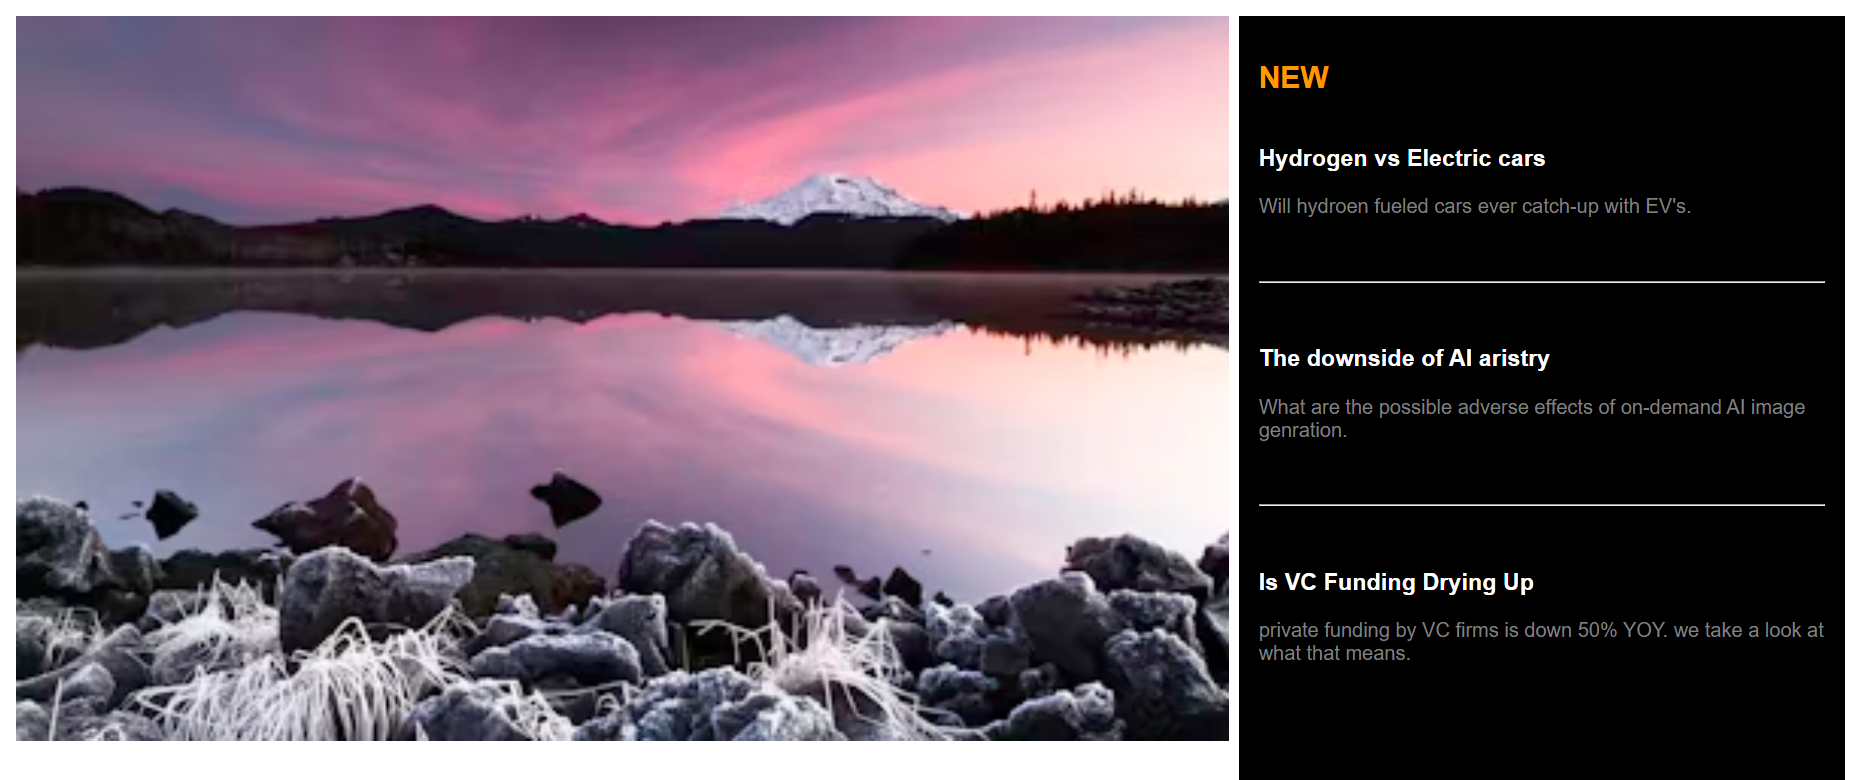 NEW
Hydrogen vs Electric cars
Will hydroen fueled cars ever catch-up with EV's.
The downside of AI aristry
What are the possible adverse effects of on-demand AI image
genration.
Is VC Funding Drying Up
private funding by VC firms is down 50% YOY. we take a look at
what that means.